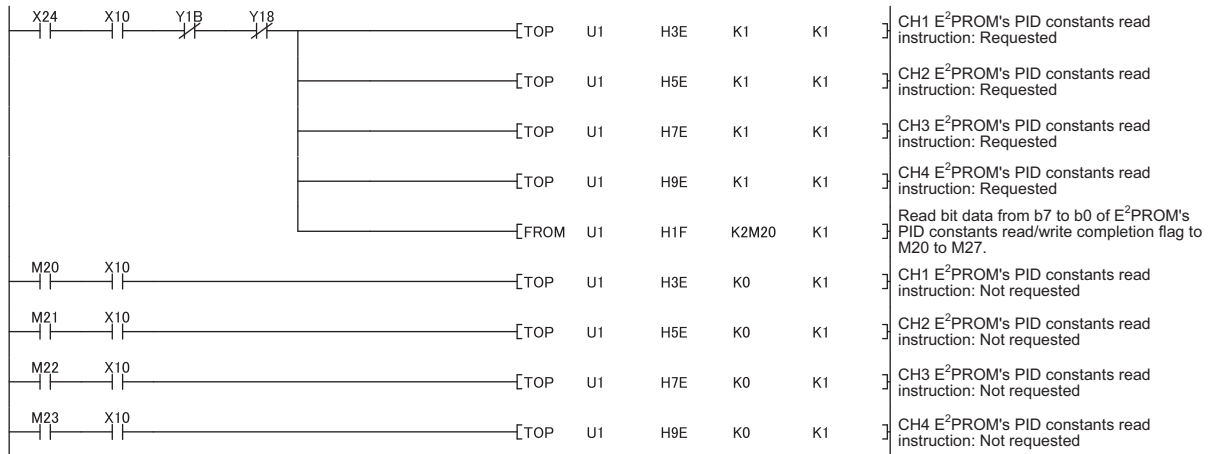 X24 X10 Y1B Y18
[TOP U1 H3E K1 K1 ] CH1 E²PROM's PID constants read
instruction: Requested
[TOP U1 H5E K1 K1 ] CH2 E²PROM's PID constants read
instruction: Requested
[TOP U1 H7E K1 K1 ] CH3 E²PROM's PID constants read
instruction: Requested
[TOP U1 H9E K1 K1 ] CH4 E²PROM's PID constants read
instruction: Requested
[FROM U1 H1F K2M20 K1 ] Read bit data from b7 to b0 of E²PROM's
PID constants read/write completion flag to
M20 to M27.
M20 X10
[TOP U1 H3E K0 K1 ] CH1 E²PROM's PID constants read
instruction: Not requested
M21 X10
[TOP U1 H5E K0 K1 ] CH2 E²PROM's PID constants read
instruction: Not requested
M22 X10
[TOP U1 H7E K0 K1 ] CH3 E²PROM's PID constants read
instruction: Not requested
M23 X10
[TOP U1 H9E K0 K1 ] CH4 E²PROM's PID constants read
instruction: Not requested